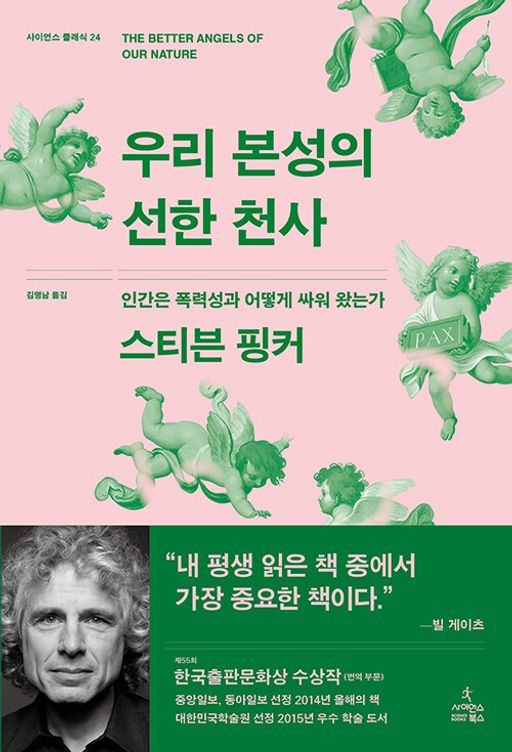 사이언스 클래식 24
THE BETTER ANGELS OF
OUR NATURE
우리 본성의
선한 천사
김명남 옮김
인간은 폭력성과 어떻게 싸워 왔는가
스티븐 핑커
PAX
“내 평생 읽은 책 중에서
가장 중요한 책이다.”
―빌 게이츠
제55회
한국출판문화상 수상작 (번역 부문)
중앙일보, 동아일보 선정 2014년 올해의 책
대한민국학술원 선정 2015년 우수 학술 도서
사이언스
SCIENCE BOOKS 북스